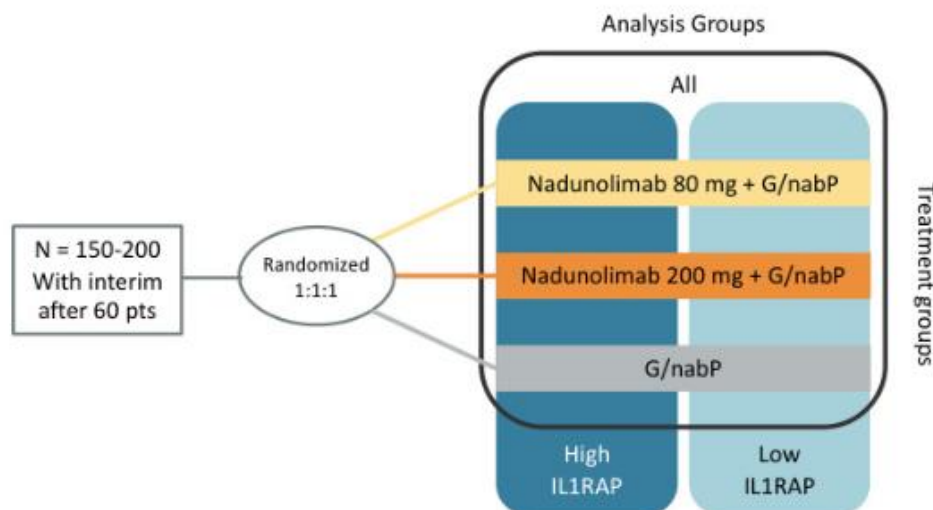 Analysis Groups
All
Nadunolimab 80 mg + G/nabP
N = 150-200
With interim
after 60 pts
Randomized
1:1:1
Nadunolimab 200 mg + G/nabP
G/nabP
Treatment groups
High
IL1RAP
Low
IL1RAP